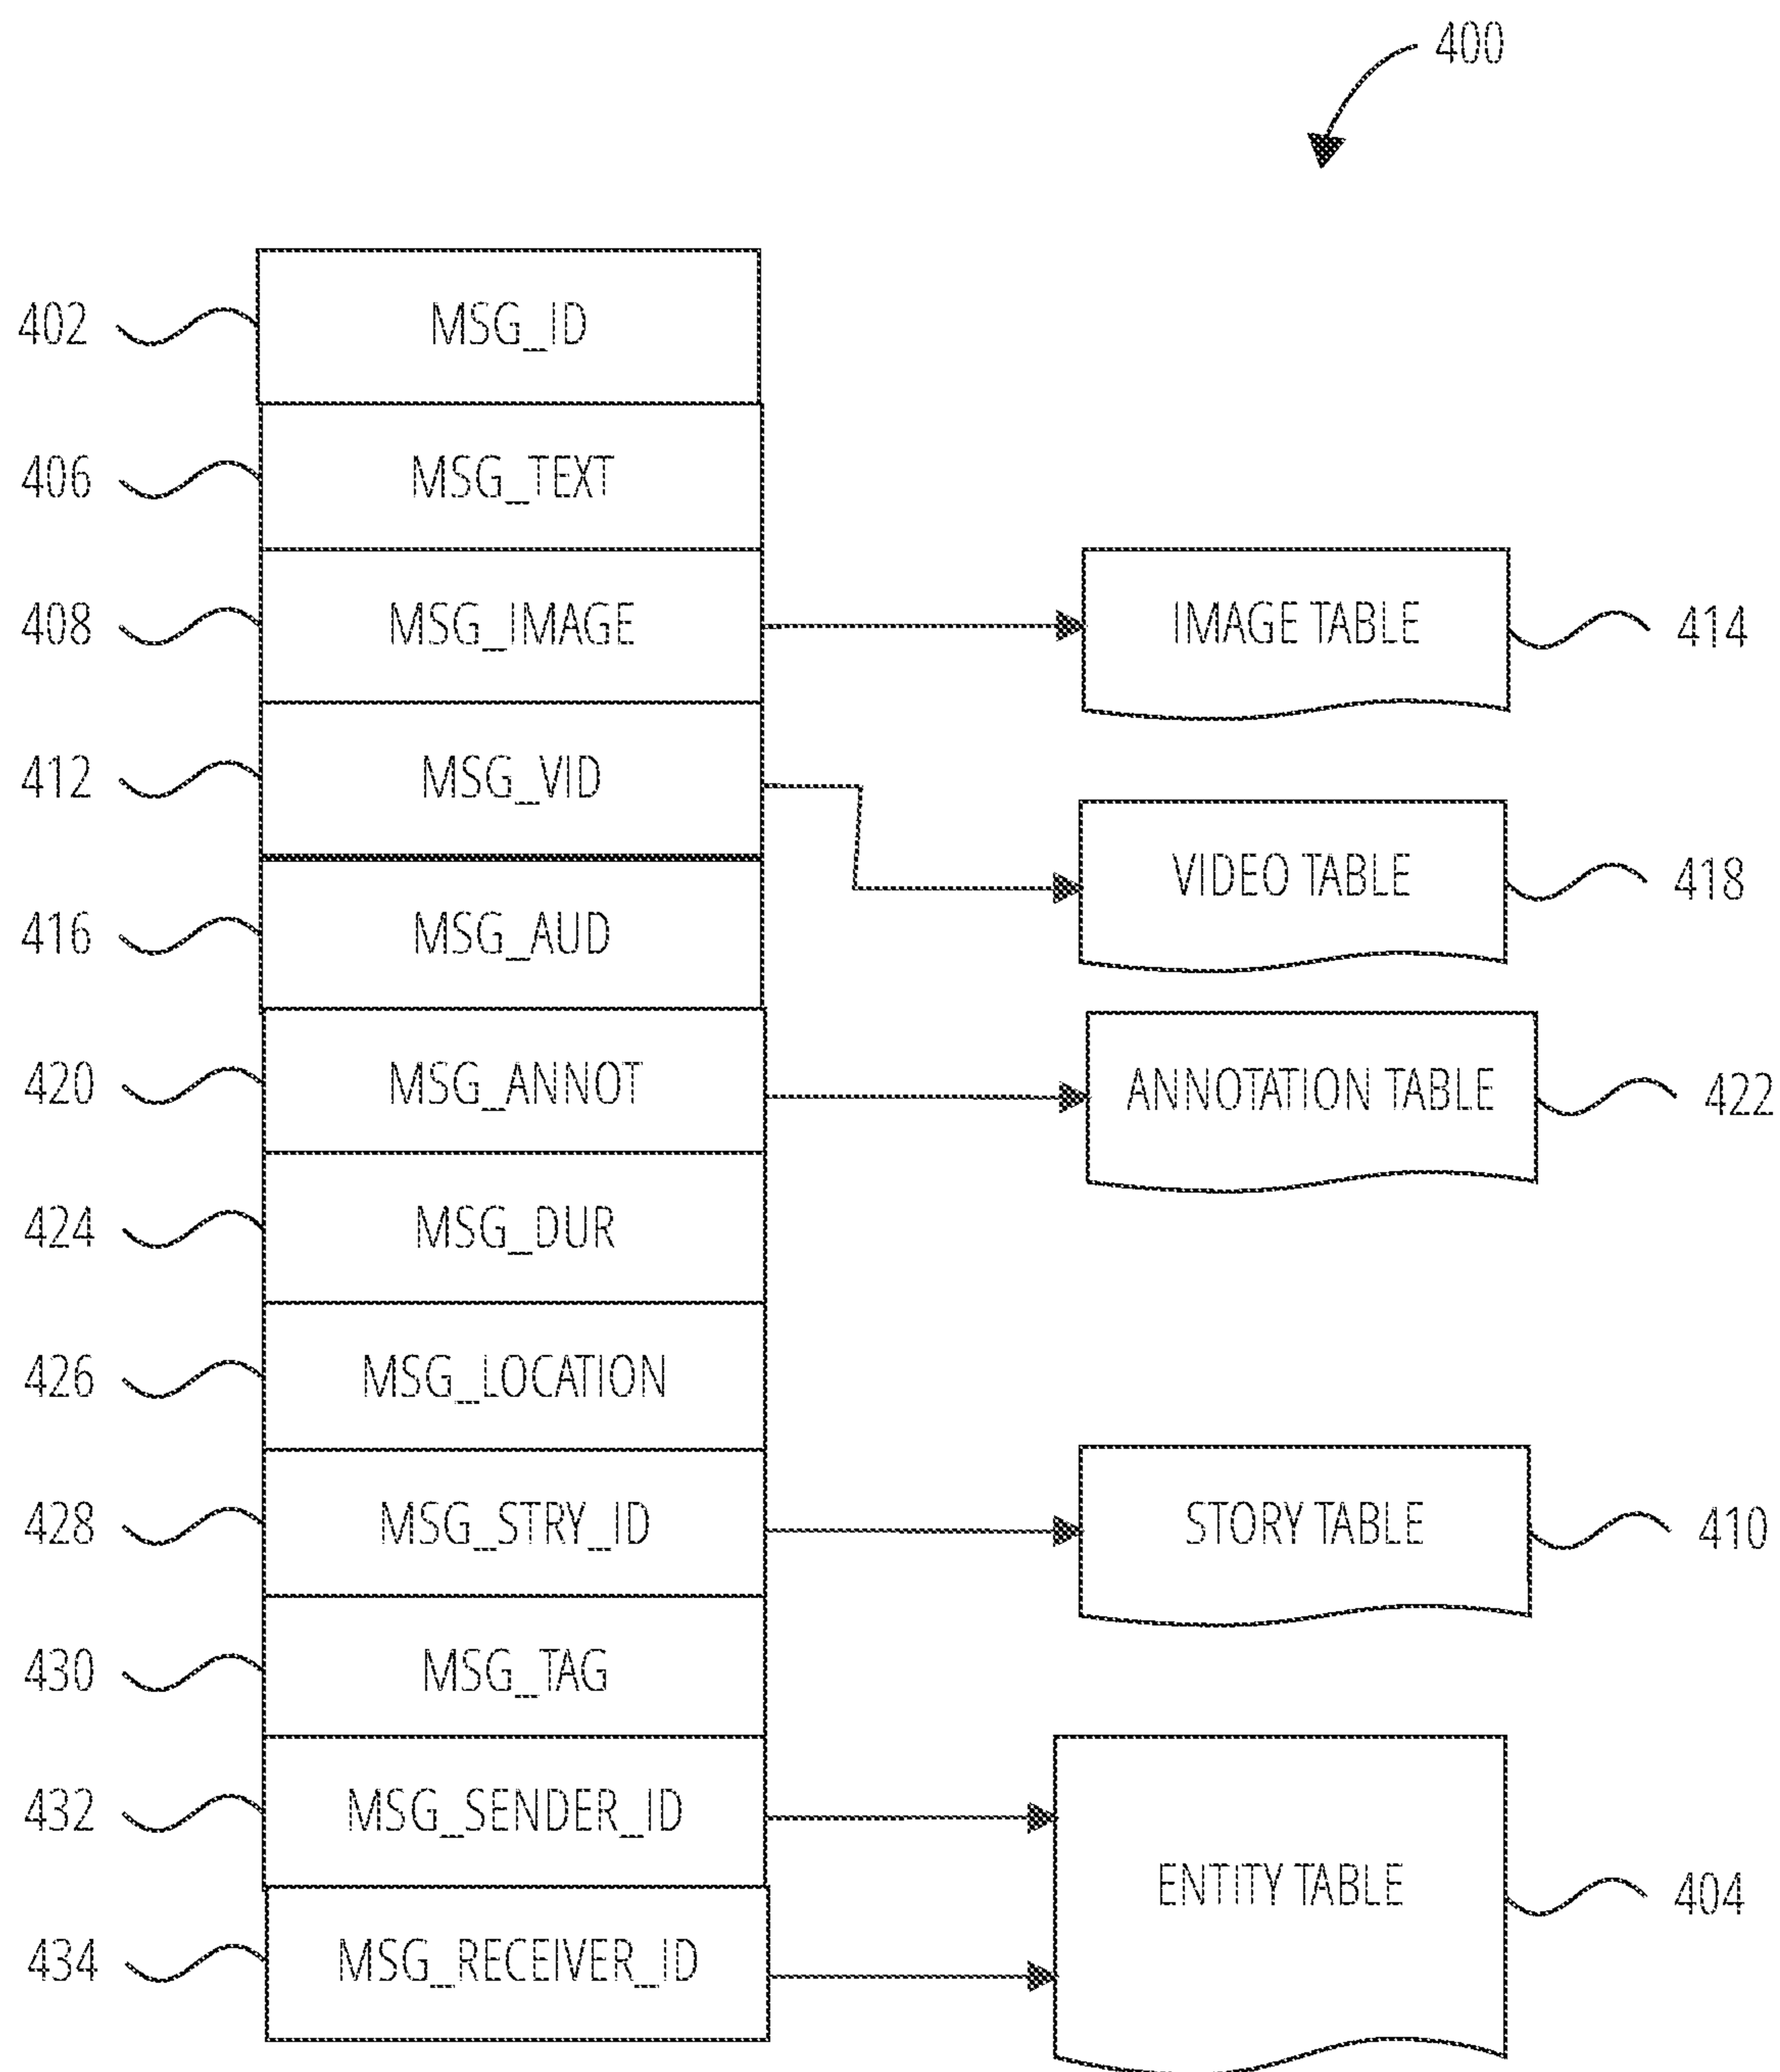 400
402 MSG_ID
406 MSG_TEXT
408 MSG_IMAGE IMAGE TABLE 414
412 MSG_VID
VIDEO TABLE 418
416 MSG_AUD
420 MSG_ANNOT ANNOTATION TABLE 422
424 MSG_DUR
426 MSG_LOCATION
428 MSG_STRY_ID STORY TABLE 410
430 MSG_TAG
432 MSG_SENDER_ID
ENTITY TABLE 404
434 MSG_RECEIVER_ID